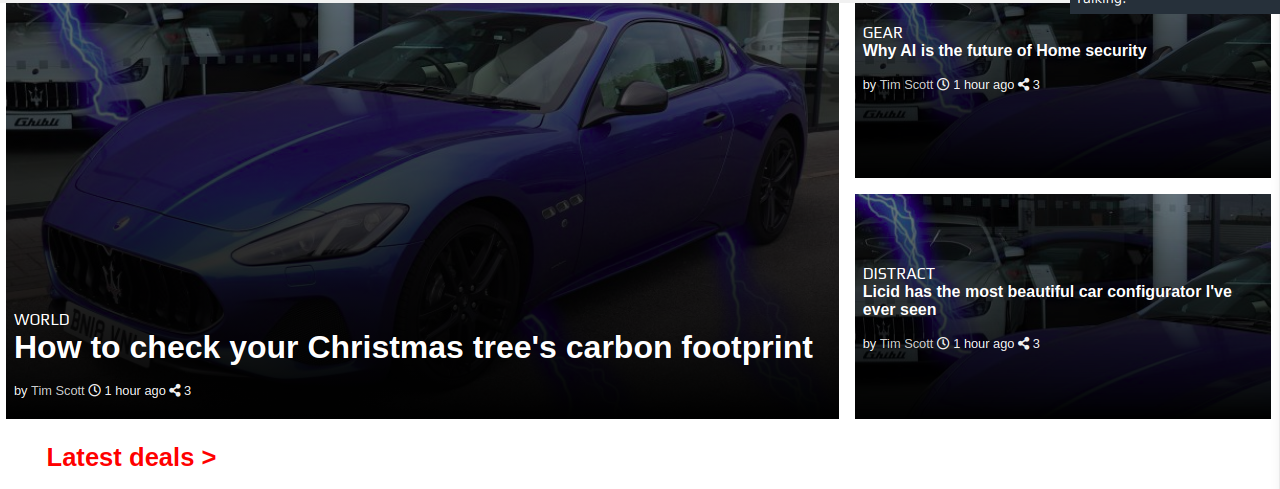 Ghibli
WORLD
How to check your Christmas tree's carbon footprint
by Tim Scott 1 hour ago 3
GEAR
Why AI is the future of Home security
by Tim Scott 1 hour ago 3
Ghibli
DISTRACT
Licid has the most beautiful car configurator I've
ever seen
by Tim Scott 1 hour ago 3
Latest deals >